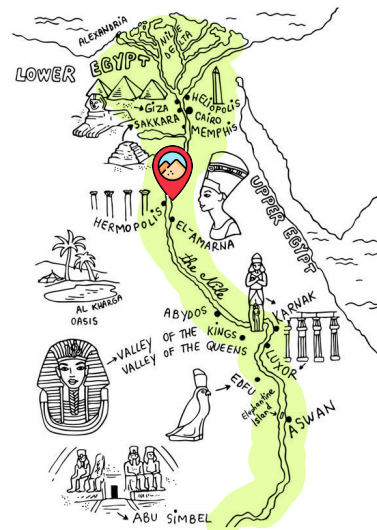 ALEXANDRIA
NILE
DELTA
LOWER EGYPT
HELIOPOLIS
GIZA
CAIRO
SAKKARA
MEMPHIS
UPPER EGYPT
HERMOPOLIS
EL-AMARNA
the Nile
AL KHARGA
OASIS
ABYDOS
KARNAK
VALLEY OF THE KINGS
VALLEY OF THE QUEENS
LUXOR
EDFU
Elephantine
Island
ASWAN
ABU SIMBEL